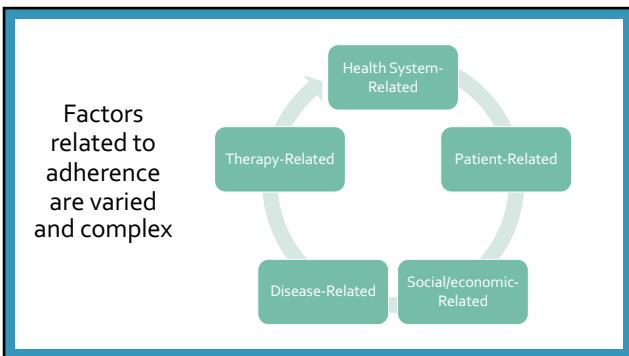 Factors
related to
adherence
are varied
and complex
Health System-
Related
Patient-Related
Social/economic-
Related
Disease-Related
Therapy-Related